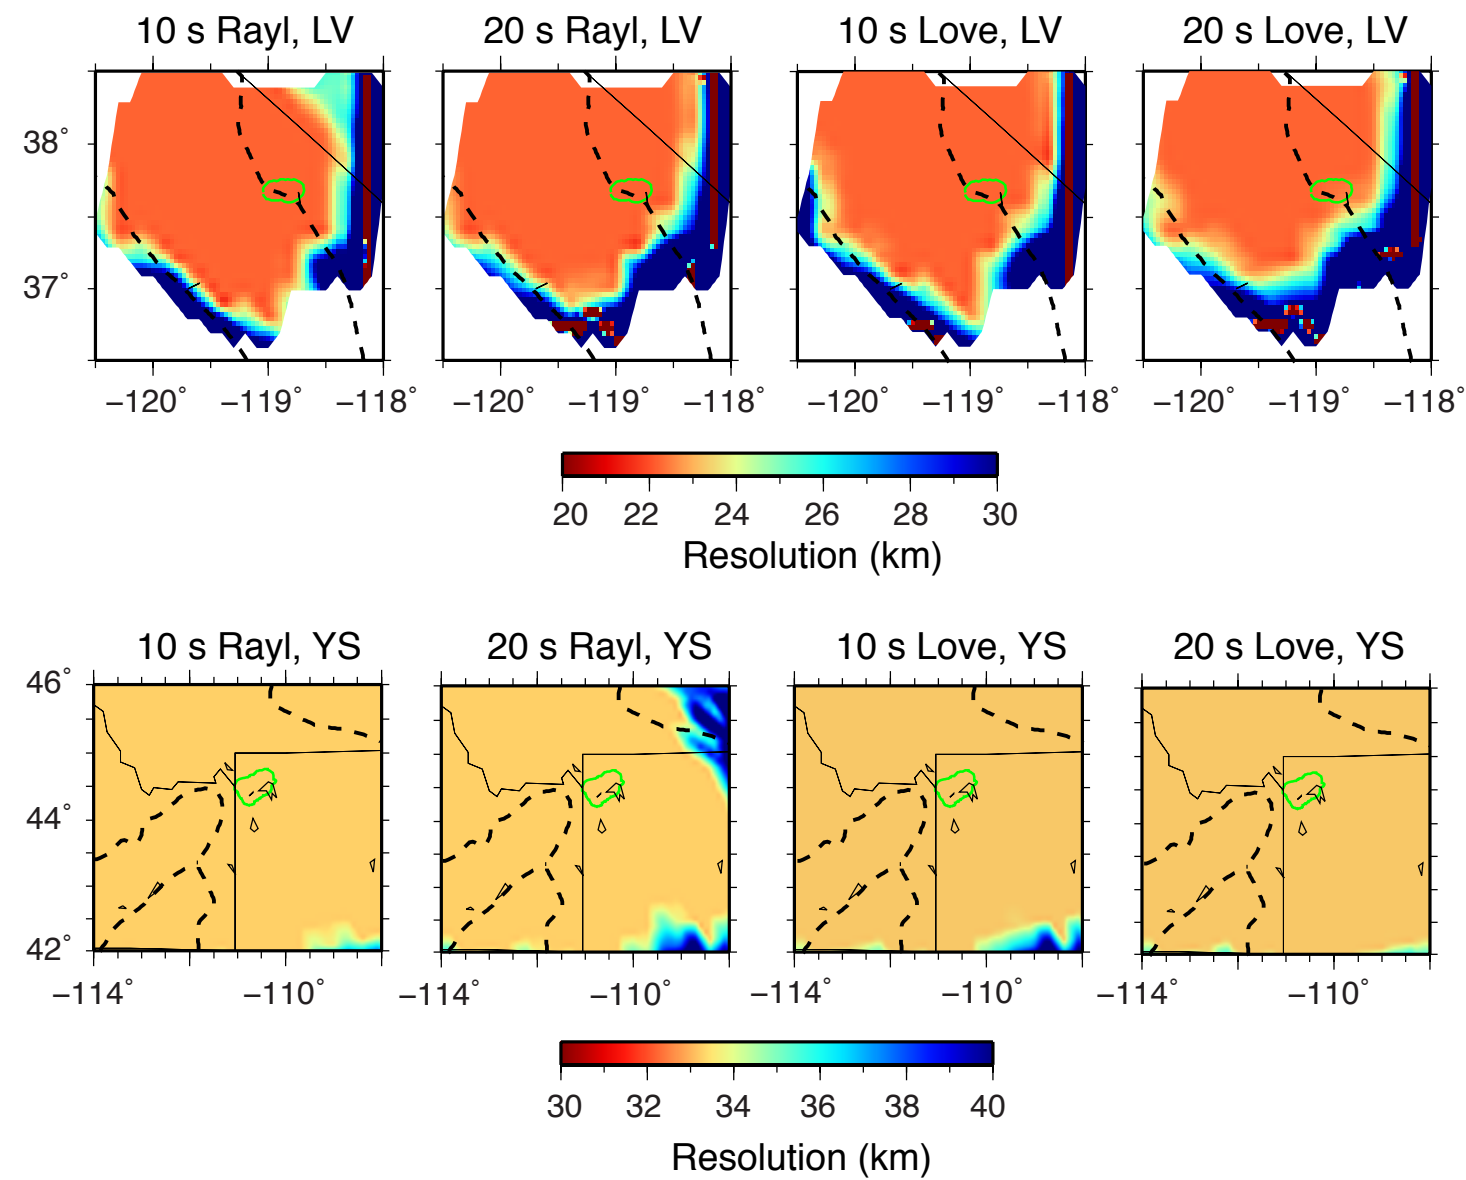 10 s Rayl, LV 20 s Rayl, LV 10 s Love, LV 20 s Love, LV
38°
37°
−120° −119° −118° −120° −119° −118° −120° −119° −118° −120° −119° −118°
20 22 24 26 28 30
Resolution (km)
10 s Rayl, YS 20 s Rayl, YS 10 s Love, YS 20 s Love, YS
46°
44°
42°
−114° −110° −114° −110° −114° −110° −114° −110°
30 32 34 36 38 40
Resolution (km)